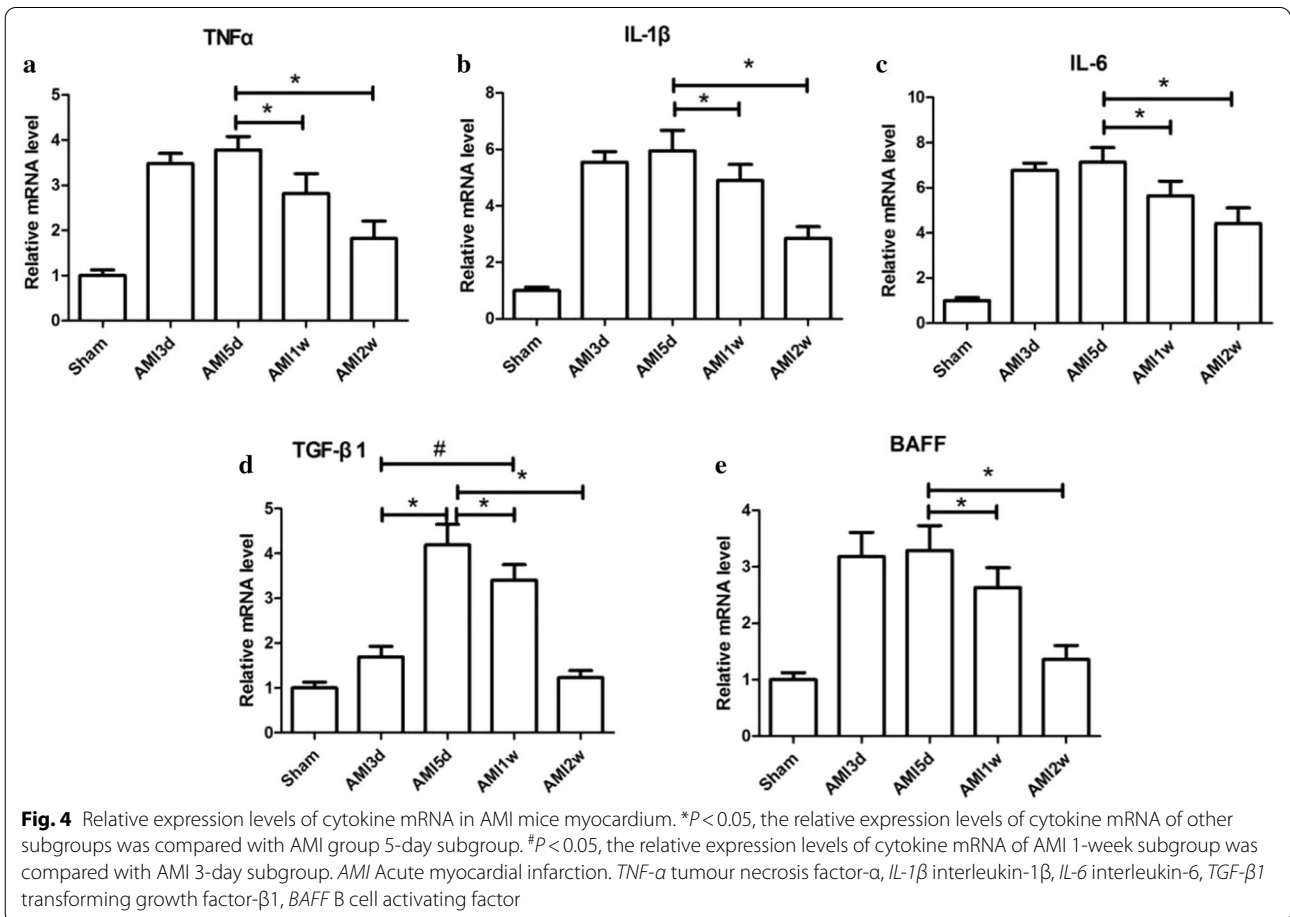 TNFα
a
Relative mRNA level
5
4
3
2
1
0
*
*
Sham
AMI3d
AMI5d
AMI1w
AMI2w
IL-1β
b
Relative mRNA level
8
6
4
2
0
*
*
Sham
AMI3d
AMI5d
AMI1w
AMI2w
IL-6
c
Relative mRNA level
10
8
6
4
2
0
*
*
Sham
AMI3d
AMI5d
AMI1w
AMI2w
TGF-β 1
d
Relative mRNA level
5
4
3
2
1
0
#
*
*
*
Sham
AMI3d
AMI5d
AMI1w
AMI2w
BAFF
e
Relative mRNA level
4
3
2
1
0
*
*
Sham
AMI3d
AMI5d
AMI1w
AMI2w
Fig. 4 Relative expression levels of cytokine mRNA in AMI mice myocardium. *P < 0.05, the relative expression levels of cytokine mRNA of other
subgroups was compared with AMI group 5-day subgroup. #P < 0.05, the relative expression levels of cytokine mRNA of AMI 1-week subgroup was
compared with AMI 3-day subgroup. AMI Acute myocardial infarction. TNF-α tumour necrosis factor-α, IL-1β interleukin-1β, IL-6 interleukin-6, TGF-β1
transforming growth factor-β1, BAFF B cell activating factor